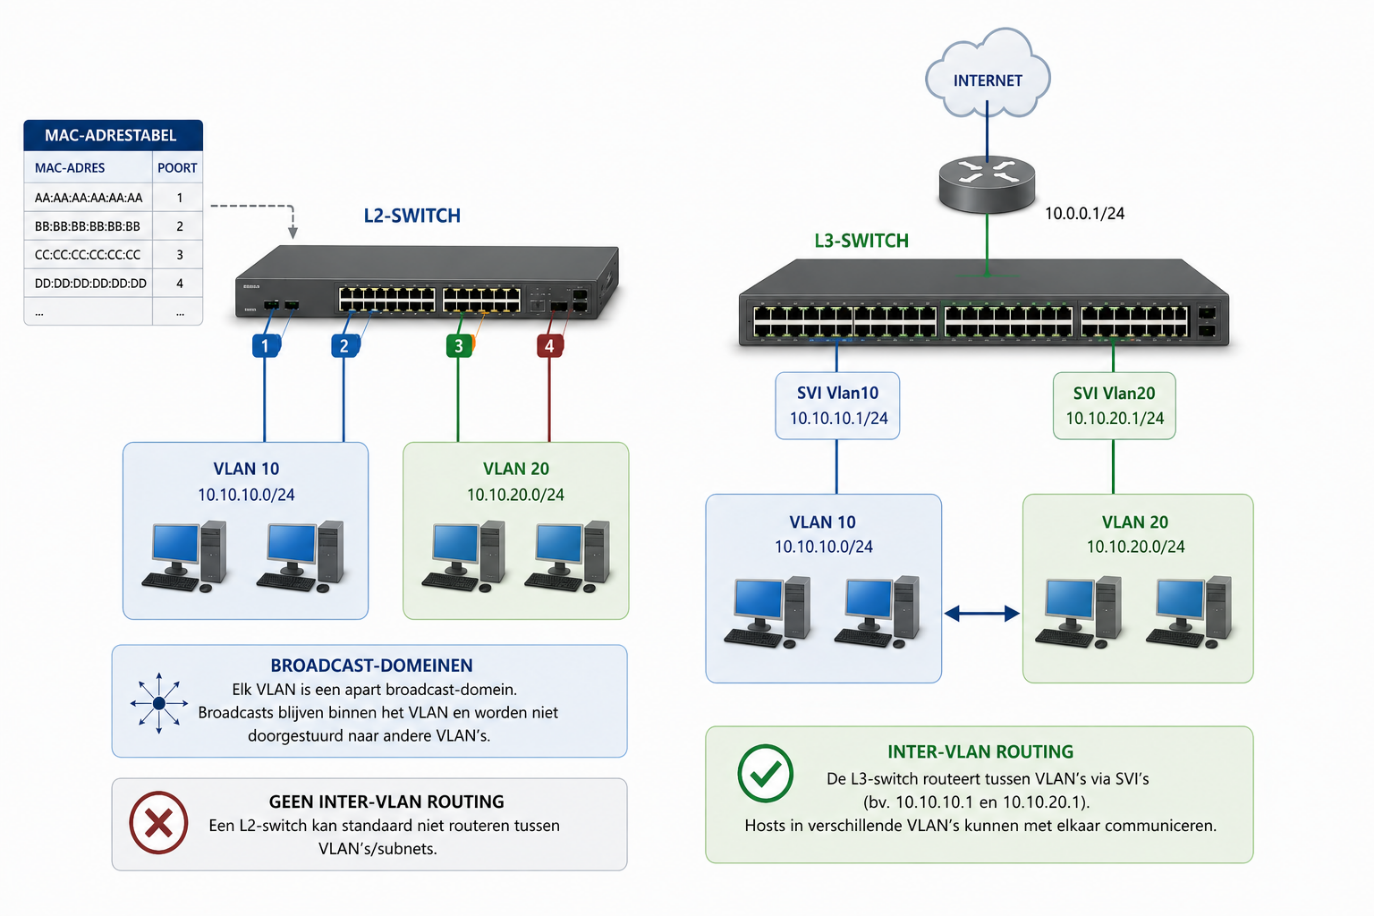 MAC-ADRESTABEL
MAC-ADRES POORT
AA:AA:AA:AA:AA:AA 1
BB:BB:BB:BB:BB:BB 2
CC:CC:CC:CC:CC:CC 3
DD:DD:DD:DD:DD:DD 4
... ...
L2-SWITCH
1 2 3 4
VLAN 10
10.10.10.0/24
VLAN 20
10.10.20.0/24
BROADCAST-DOMEINEN
Elk VLAN is een apart broadcast-domein.
Broadcasts blijven binnen het VLAN en worden niet
doorgestuurd naar andere VLAN's.
GEEN INTER-VLAN ROUTING
Een L2-switch kan standaard niet routeren tussen
VLAN's/subnets.
INTERNET
10.0.0.1/24
L3-SWITCH
SVI Vlan10
10.10.10.1/24
SVI Vlan20
10.10.20.1/24
VLAN 10
10.10.10.0/24
VLAN 20
10.10.20.0/24
INTER-VLAN ROUTING
De L3-switch routeert tussen VLAN's via SVI's
(bv. 10.10.10.1 en 10.10.20.1).
Hosts in verschillende VLAN's kunnen met elkaar communiceren.